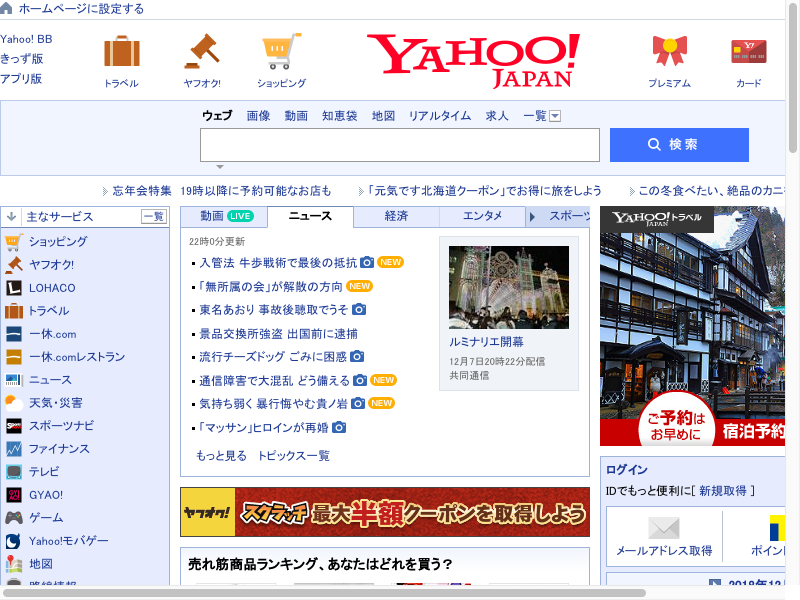 ホームページに設定する
Yahoo! BB
きっず版
アプリ版
トラベル
ヤフオク!
ショッピング
YAHOO!
JAPAN
プレミアム
Y!
カード
ウェブ 画像 動画 知恵袋 地図 リアルタイム 求人 一覧
検索
忘年会特集 19時以降に予約可能なお店も
「元気です北海道クーポン」でお得に旅をしよう
この冬食べたい、絶品のカニ
主なサービス 一覧
ショッピング
ヤフオク!
LOHACO
トラベル
一休.com
一休.comレストラン
ニュース
天気・災害
スポーツナビ
ファイナンス
テレビ
GYAO!
ゲーム
Yahoo!モバゲー
地図
路線情報
動画 LIVE ニュース 経済 エンタメ スポーツ
22時0分更新
入管法 牛歩戦術で最後の抵抗 NEW
「無所属の会」が解散の方向 NEW
東名あおり 事故後聴取でうそ
景品交換所強盗 出国前に逮捕
流行チーズドッグ ごみに困惑
通信障害で大混乱 どう備える NEW
気持ち弱く 暴行悔やむ貴ノ岩 NEW
「マッサン」ヒロインが再婚
もっと見る トピックス一覧
ルミナリエ開幕
12月7日20時22分配信
共同通信
ヤフオク! スクラッチ 最大半額クーポンを取得しよう
売れ筋商品ランキング、あなたはどれを買う?
YAHOO! JAPAN トラベル
ご予約は
お早めに
宿泊予約
ログイン
IDでもっと便利に[ 新規取得 ]
メールアドレス取得
ポイン
2018年12